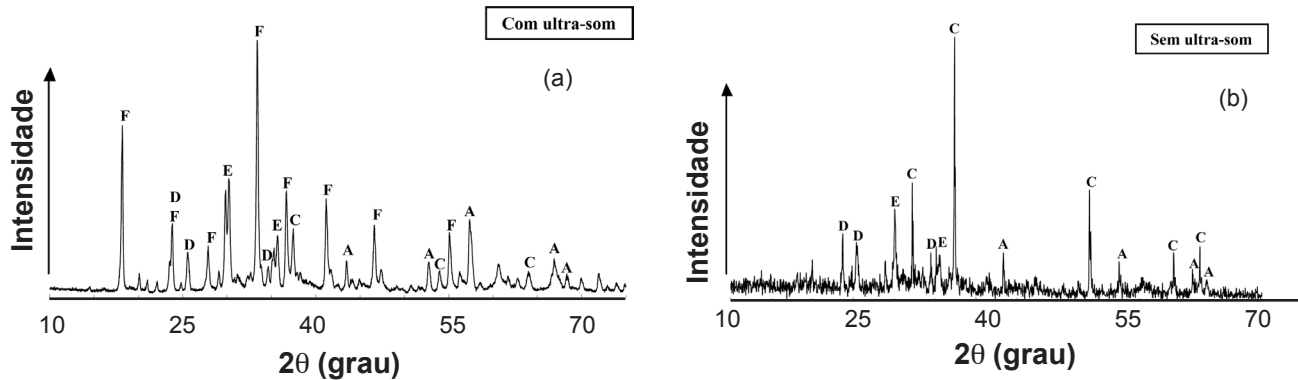 Com ultra-som
(a)
Intensidade
F
F
D
F
D
F
E
F
D
E
F
C
F
A
F
A
C
F
A
C
A
A
10 25 40 55 70
2θ (grau)
Sem ultra-som
(b)
Intensidade
D
D
E
C
D
E
C
A
C
A
C
A
C
A
10 25 40 55 70
2θ (grau)